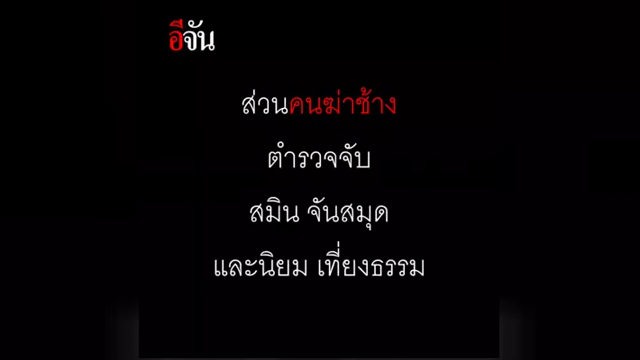 อีจัน
ส่วนคนฆ่าช้าง
ตำรวจจับ
สมิน จันสมุด
และนิยม เที่ยงธรรม